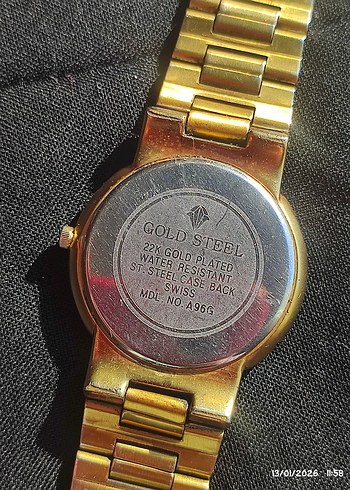 GOLD STEEL
22K GOLD PLATED
WATER RESISTANT
ST. STEEL CASE BACK
SWISS
MDL. NO. A96G
13/01/2026 11:58